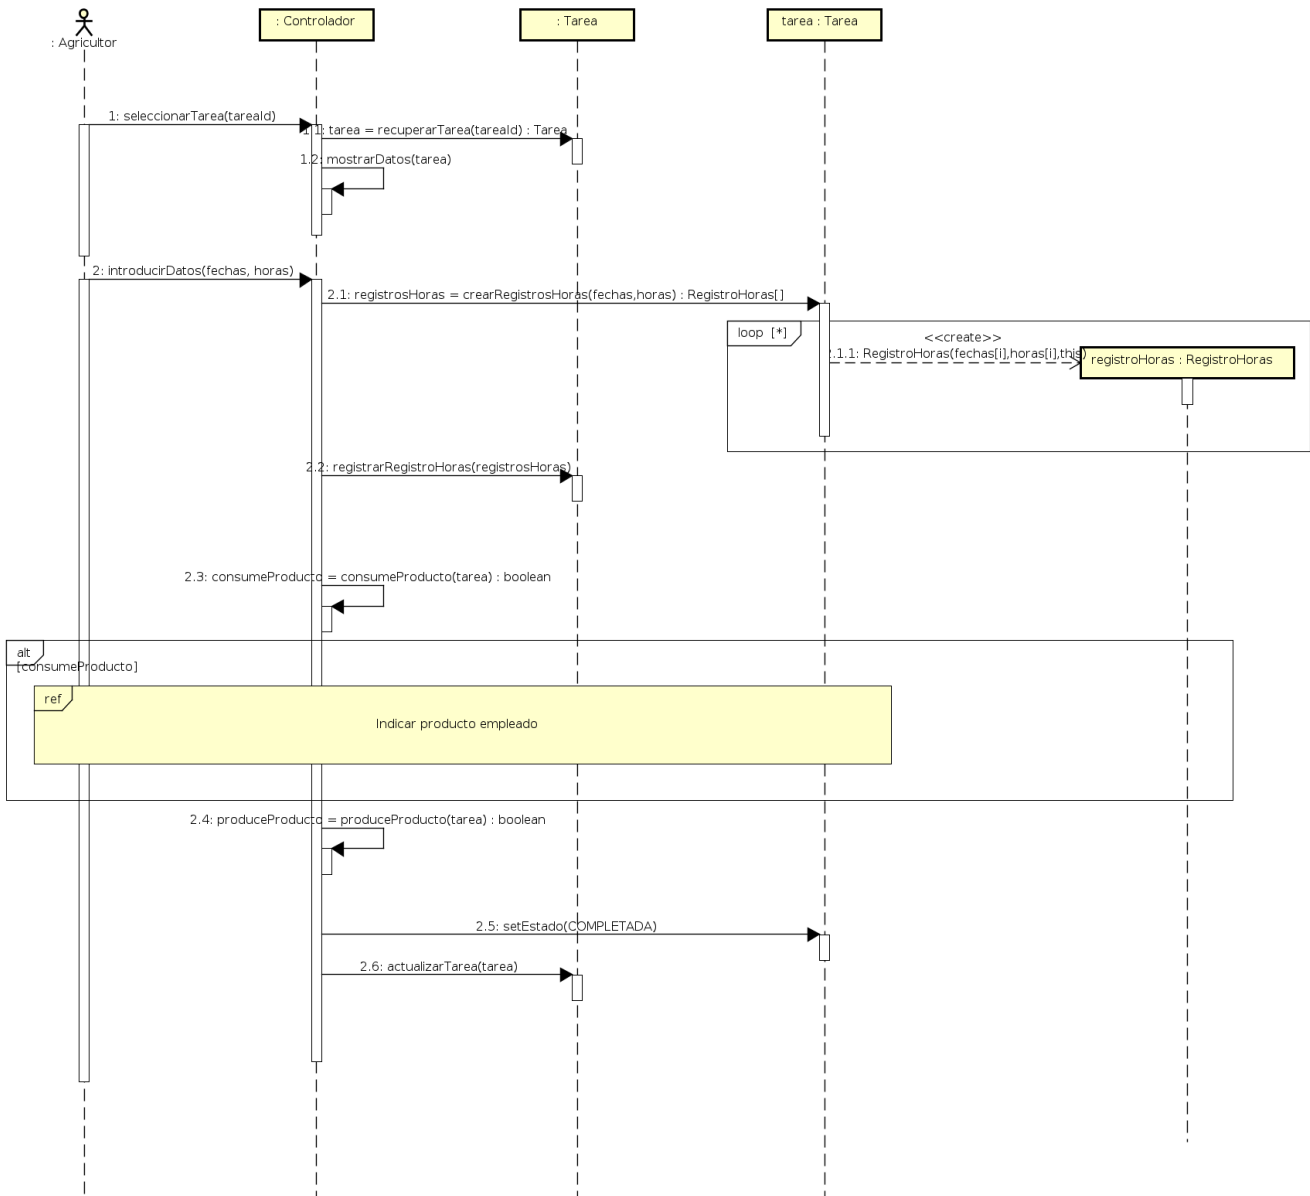 : Agricultor
: Controlador
: Tarea
tarea : Tarea
1: seleccionarTarea(tareaId)
1.1: tarea = recuperarTarea(tareaId) : Tarea
1.2: mostrarDatos(tarea)
2: introducirDatos(fechas, horas)
2.1: registrosHoras = crearRegistrosHoras(fechas,horas) : RegistroHoras[]
loop [*]
<<create>>
2.1.1: RegistroHoras(fechas[i],horas[i],this)
registroHoras : RegistroHoras
2.2: registrarRegistroHoras(registrosHoras)
2.3: consumeProducto = consumeProducto(tarea) : boolean
alt
[consumeProducto]
ref
Indicar producto empleado
2.4: produceProducto = produceProducto(tarea) : boolean
2.5: setEstado(COMPLETADA)
2.6: actualizarTarea(tarea)